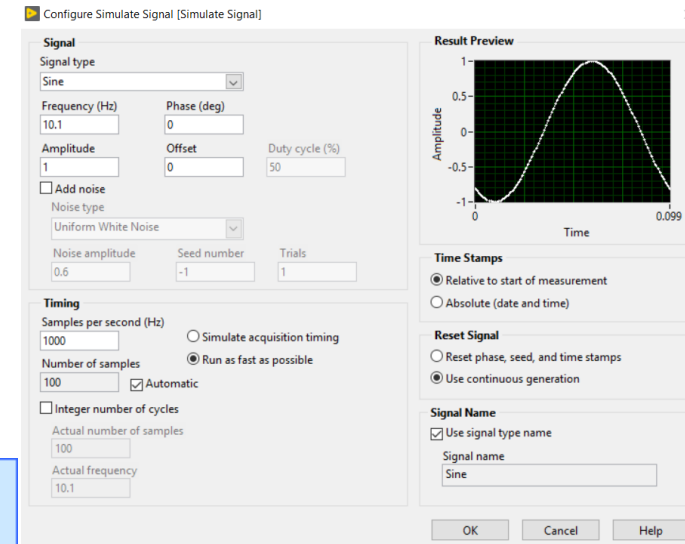 Configure Simulate Signal [Simulate Signal]
Signal
Signal type
Sine
Frequency (Hz) Phase (deg)
10.1 0
Amplitude Offset Duty cycle (%)
1 0 50
Add noise
Noise type
Uniform White Noise
Noise amplitude Seed number Trials
0.6 -1 1
Timing
Samples per second (Hz)
1000
Simulate acquisition timing
Run as fast as possible
Number of samples
100 Automatic
Integer number of cycles
Actual number of samples
100
Actual frequency
10.1
Result Preview
Amplitude
1
0.5
0
-0.5
-1
0 0.099
Time
Time Stamps
Relative to start of measurement
Absolute (date and time)
Reset Signal
Reset phase, seed, and time stamps
Use continuous generation
Signal Name
Use signal type name
Signal name
Sine
OK Cancel Help